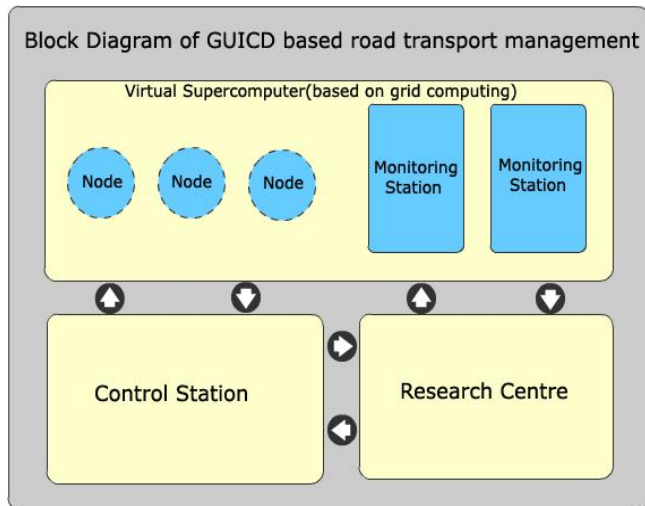 Block Diagram of GUICD based road transport management
Virtual Supercomputer(based on grid computing)
Node
Node
Node
Monitoring
Station
Monitoring
Station
Control Station
Research Centre